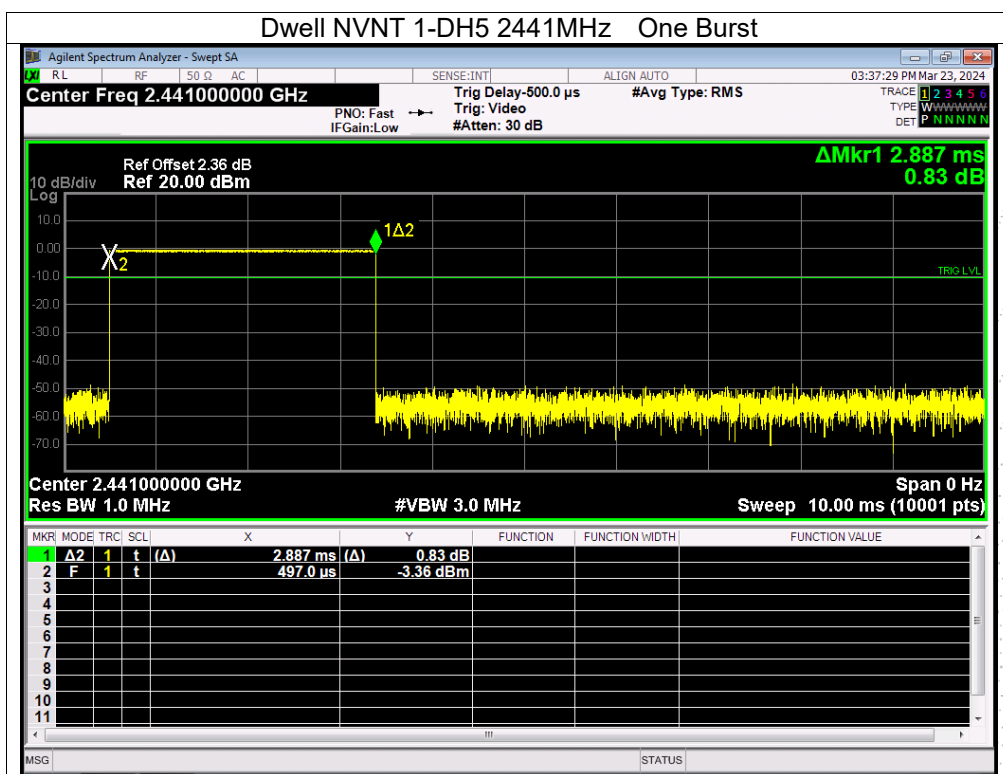 Dwell NVNT 1-DH5 2441MHz One Burst
Agilent Spectrum Analyzer - Swept SA
LXI RL RF 50 Ω AC SENSE:INT ALIGN AUTO 03:37:29 PM Mar 23, 2024
Center Freq 2.441000000 GHz Trig Delay-500.0 µs #Avg Type: RMS TRACE 1 2 3 4 5 6
PNO: Fast Trig: Video TYPE WWWWWWW
IFGain:Low #Atten: 30 dB DET P N N N N N
ΔMkr1 2.887 ms
0.83 dB
Ref Offset 2.36 dB
10 dB/div Ref 20.00 dBm
Log
10.0
1Δ2
0.00
X2
-10.0
TRIG LVL
-20.0
-30.0
-40.0
-50.0
-60.0
-70.0
Center 2.441000000 GHz Span 0 Hz
Res BW 1.0 MHz #VBW 3.0 MHz Sweep 10.00 ms (10001 pts)
MKR MODE TRC SCL X Y FUNCTION FUNCTION WIDTH FUNCTION VALUE
1 Δ2 1 t (Δ) 2.887 ms (Δ) 0.83 dB
2 F 1 t 497.0 µs -3.36 dBm
3
4
5
6
7
8
9
10
11
MSG STATUS